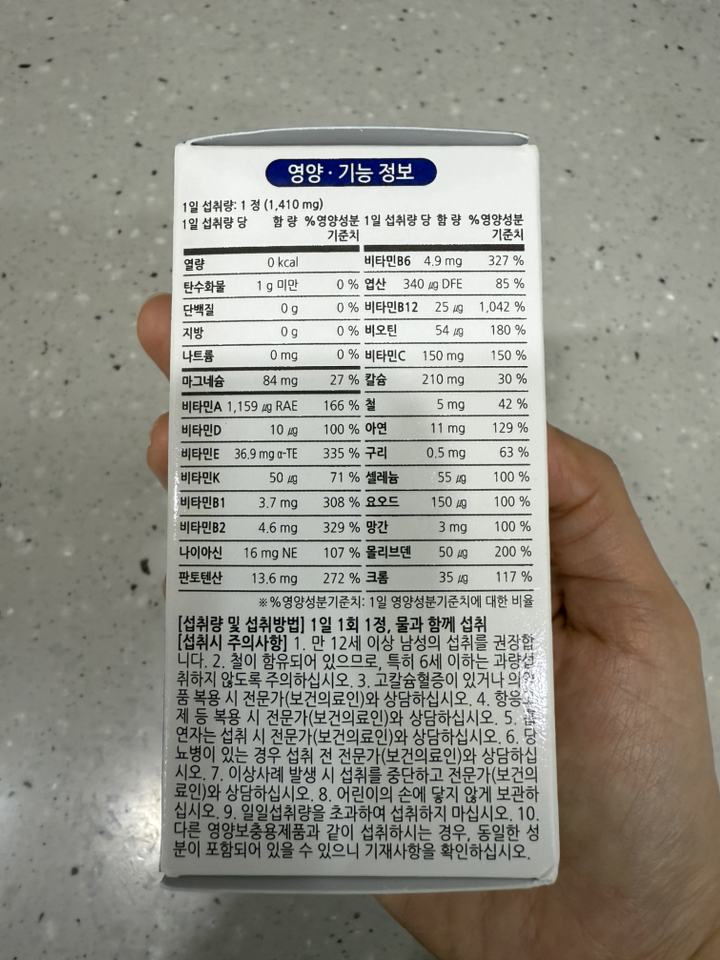 영양 · 기능 정보
1일 섭취량: 1 정 (1,410 mg)
1일 섭취량 당 함 량 %영양성분 기준치
열량 0 kcal
탄수화물 1 g 미만 0 %
단백질 0 g 0 %
지방 0 g 0 %
나트륨 0 mg 0 %
마그네슘 84 mg 27 %
비타민A 1,159 ㎍ RAE 166 %
비타민D 10 ㎍ 100 %
비타민E 36.9 mg α-TE 335 %
비타민K 50 ㎍ 71 %
비타민B1 3.7 mg 308 %
비타민B2 4.6 mg 329 %
나이아신 16 mg NE 107 %
판토텐산 13.6 mg 272 %
1일 섭취량 당 함 량 %영양성분 기준치
비타민B6 4.9 mg 327 %
엽산 340 ㎍ DFE 85 %
비타민B12 25 ㎍ 1,042 %
비오틴 54 ㎍ 180 %
비타민C 150 mg 150 %
칼슘 210 mg 30 %
철 5 mg 42 %
아연 11 mg 129 %
구리 0.5 mg 63 %
셀레늄 55 ㎍ 100 %
요오드 150 ㎍ 100 %
망간 3 mg 100 %
몰리브덴 50 ㎍ 200 %
크롬 35 ㎍ 117 %
※%영양성분기준치: 1일 영양성분기준치에 대한 비율
[섭취량 및 섭취방법] 1일 1회 1정, 물과 함께 섭취
[섭취시 주의사항] 1. 만 12세 이상 남성의 섭취를 권장합
니다. 2. 철이 함유되어 있으므로, 특히 6세 이하는 과량섭
취하지 않도록 주의하십시오. 3. 고칼슘혈증이 있거나 의약
품 복용 시 전문가(보건의료인)와 상담하십시오. 4. 항응고
제 등 복용 시 전문가(보건의료인)와 상담하십시오. 5.
연자는 섭취 시 전문가(보건의료인)와 상담하십시오. 6. 당
뇨병이 있는 경우 섭취 전 전문가(보건의료인)와 상담하십
시오. 7. 이상사례 발생 시 섭취를 중단하고 전문가(보건의
료인)와 상담하십시오. 8. 어린이의 손에 닿지 않게 보관하
십시오. 9. 일일섭취량을 초과하여 섭취하지 마십시오. 10.
다른 영양보충용제품과 같이 섭취하시는 경우, 동일한 성
분이 포함되어 있을 수 있으니 기재사항을 확인하십시오.